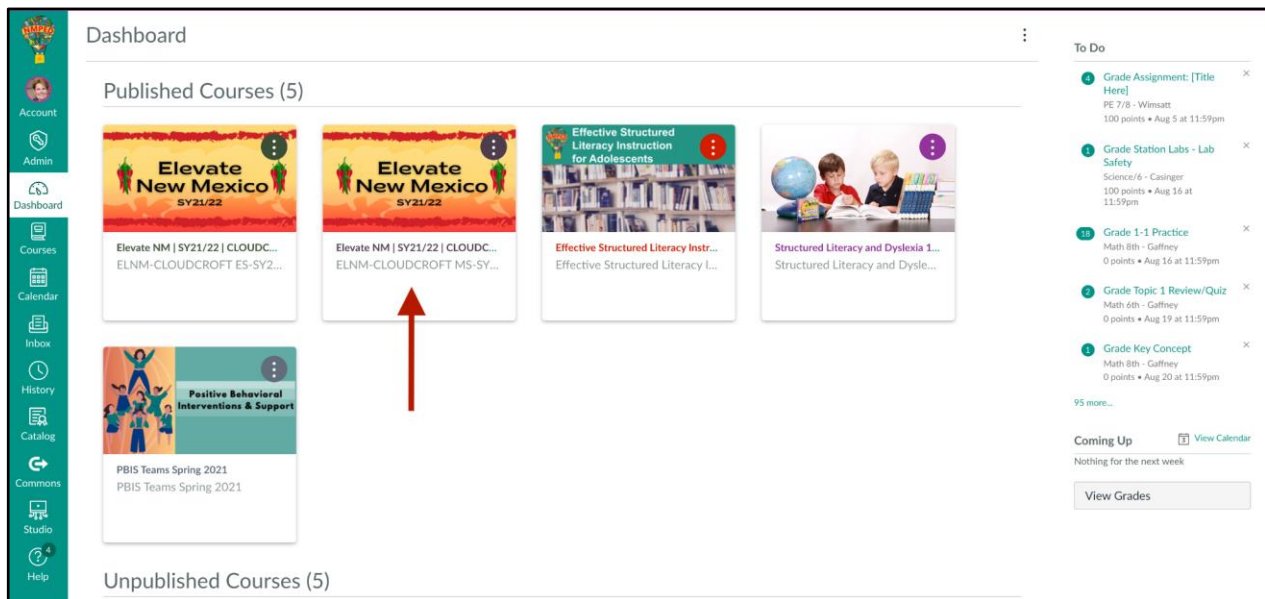 NMPED
Account
Admin
Dashboard
Courses
Calendar
Inbox
History
Catalog
Commons
Studio
4
Help
Dashboard
Published Courses (5)
Elevate
New Mexico
SY21/22
Elevate NM | SY21/22 | CLOUDC...
ELNM-CLOUDCROFT ES-SY2...
Elevate
New Mexico
SY21/22
Elevate NM | SY21/22 | CLOUDC...
ELNM-CLOUDCROFT MS-SY...
Effective Structured
Literacy Instruction
for Adolescents
Effective Structured Literacy Instr...
Effective Structured Literacy I...
Structured Literacy and Dyslexia 1...
Structured Literacy and Dysle...
Positive Behavioral
Interventions & Support
PBIS Teams Spring 2021
PBIS Teams Spring 2021
Unpublished Courses (5)
To Do
4
Grade Assignment: [Title
Here]
PE 7/8 - Wimsatt
100 points • Aug 5 at 11:59pm
1
Grade Station Labs - Lab
Safety
Science/6 - Casinger
100 points • Aug 16 at
11:59pm
18
Grade 1-1 Practice
Math 8th - Gaffney
0 points • Aug 16 at 11:59pm
2
Grade Topic 1 Review/Quiz
Math 6th - Gaffney
0 points • Aug 19 at 11:59pm
1
Grade Key Concept
Math 8th - Gaffney
0 points • Aug 20 at 11:59pm
95 more...
Coming Up
View Calendar
Nothing for the next week
View Grades